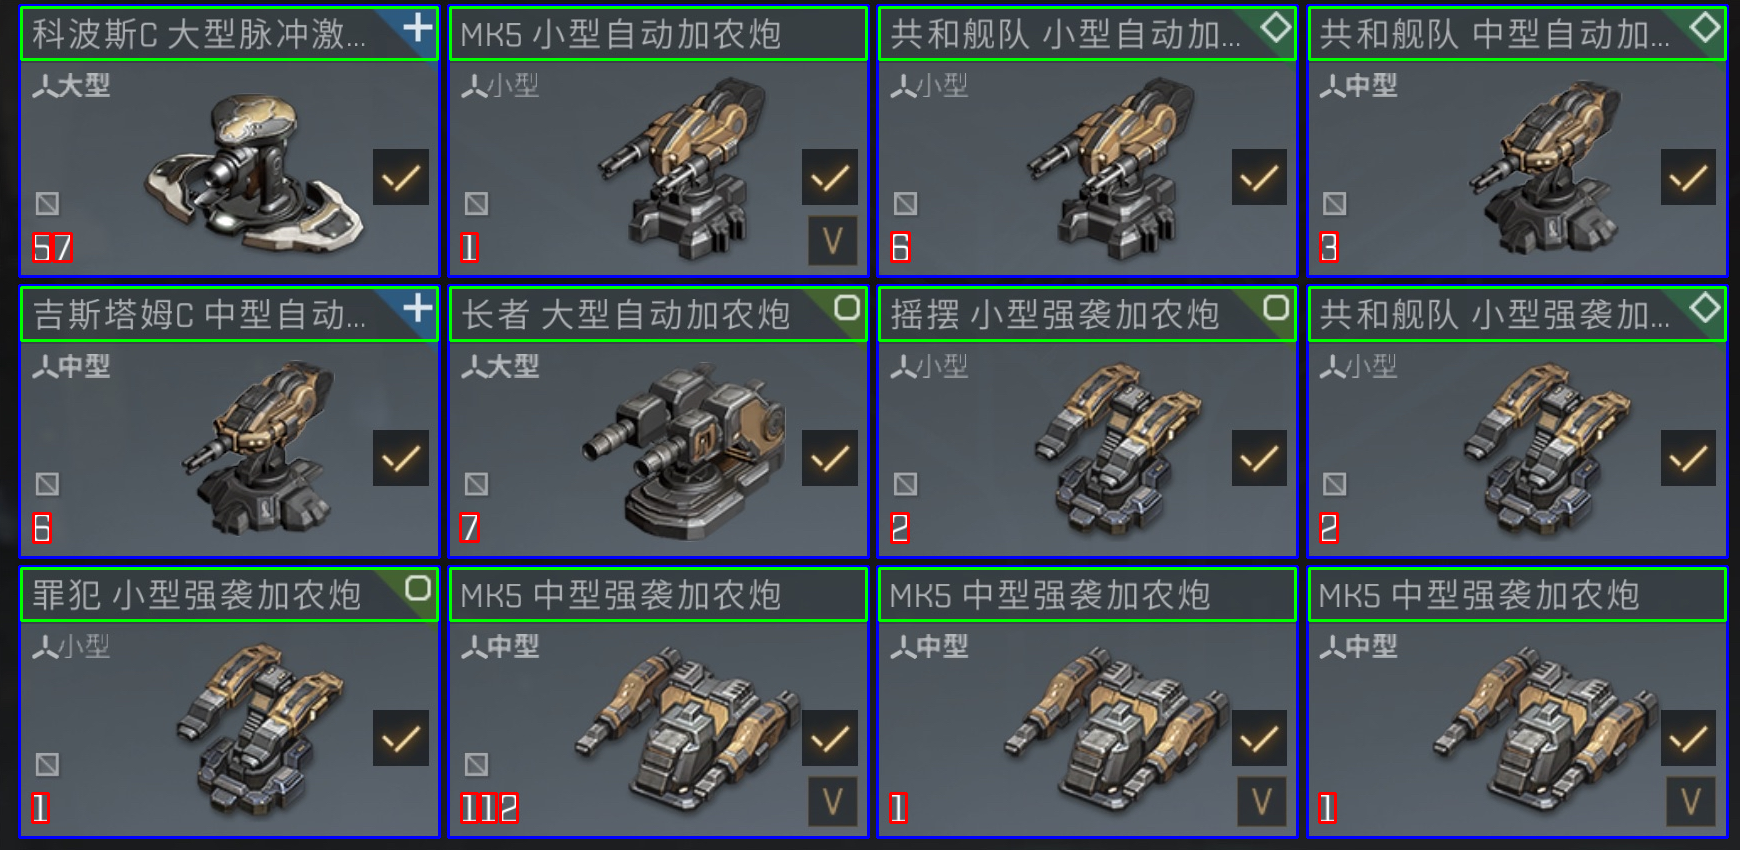 科波斯C 大型脉冲激...
大型
57
MK5 小型自动加农炮
小型
V
1
共和舰队 小型自动加...
小型
6
共和舰队 中型自动加...
中型
3
吉斯塔姆C 中型自动...
中型
6
长者 大型自动加农炮
大型
7
摇摆 小型强袭加农炮
小型
2
共和舰队 小型强袭加...
小型
2
罪犯 小型强袭加农炮
小型
1
MK5 中型强袭加农炮
中型
V
112
MK5 中型强袭加农炮
中型
V
1
MK5 中型强袭加农炮
中型
V
1